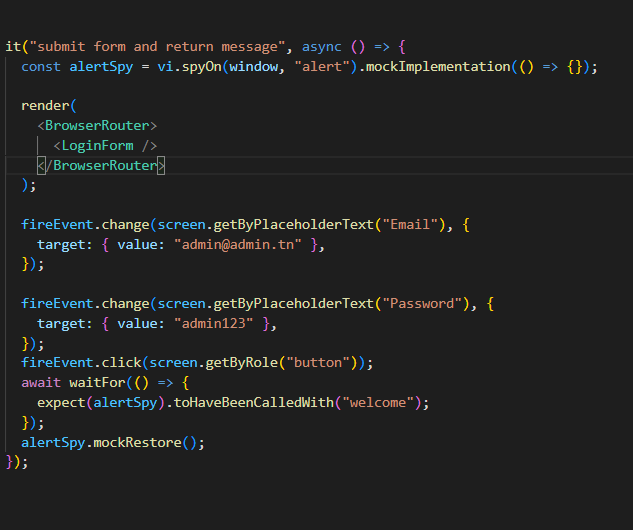 it("submit form and return message", async () => {
  const alertSpy = vi.spyOn(window, "alert").mockImplementation(() => {});
  render(
    <BrowserRouter>
      <LoginForm />
    </BrowserRouter>
  );
  fireEvent.change(screen.getByPlaceholderText("Email"), {
    target: { value: "admin@admin.tn" },
  });
  fireEvent.change(screen.getByPlaceholderText("Password"), {
    target: { value: "admin123" },
  });
  fireEvent.click(screen.getByRole("button"));
  await waitFor(() => {
    expect(alertSpy).toHaveBeenCalledWith("welcome");
  });
  alertSpy.mockRestore();
});